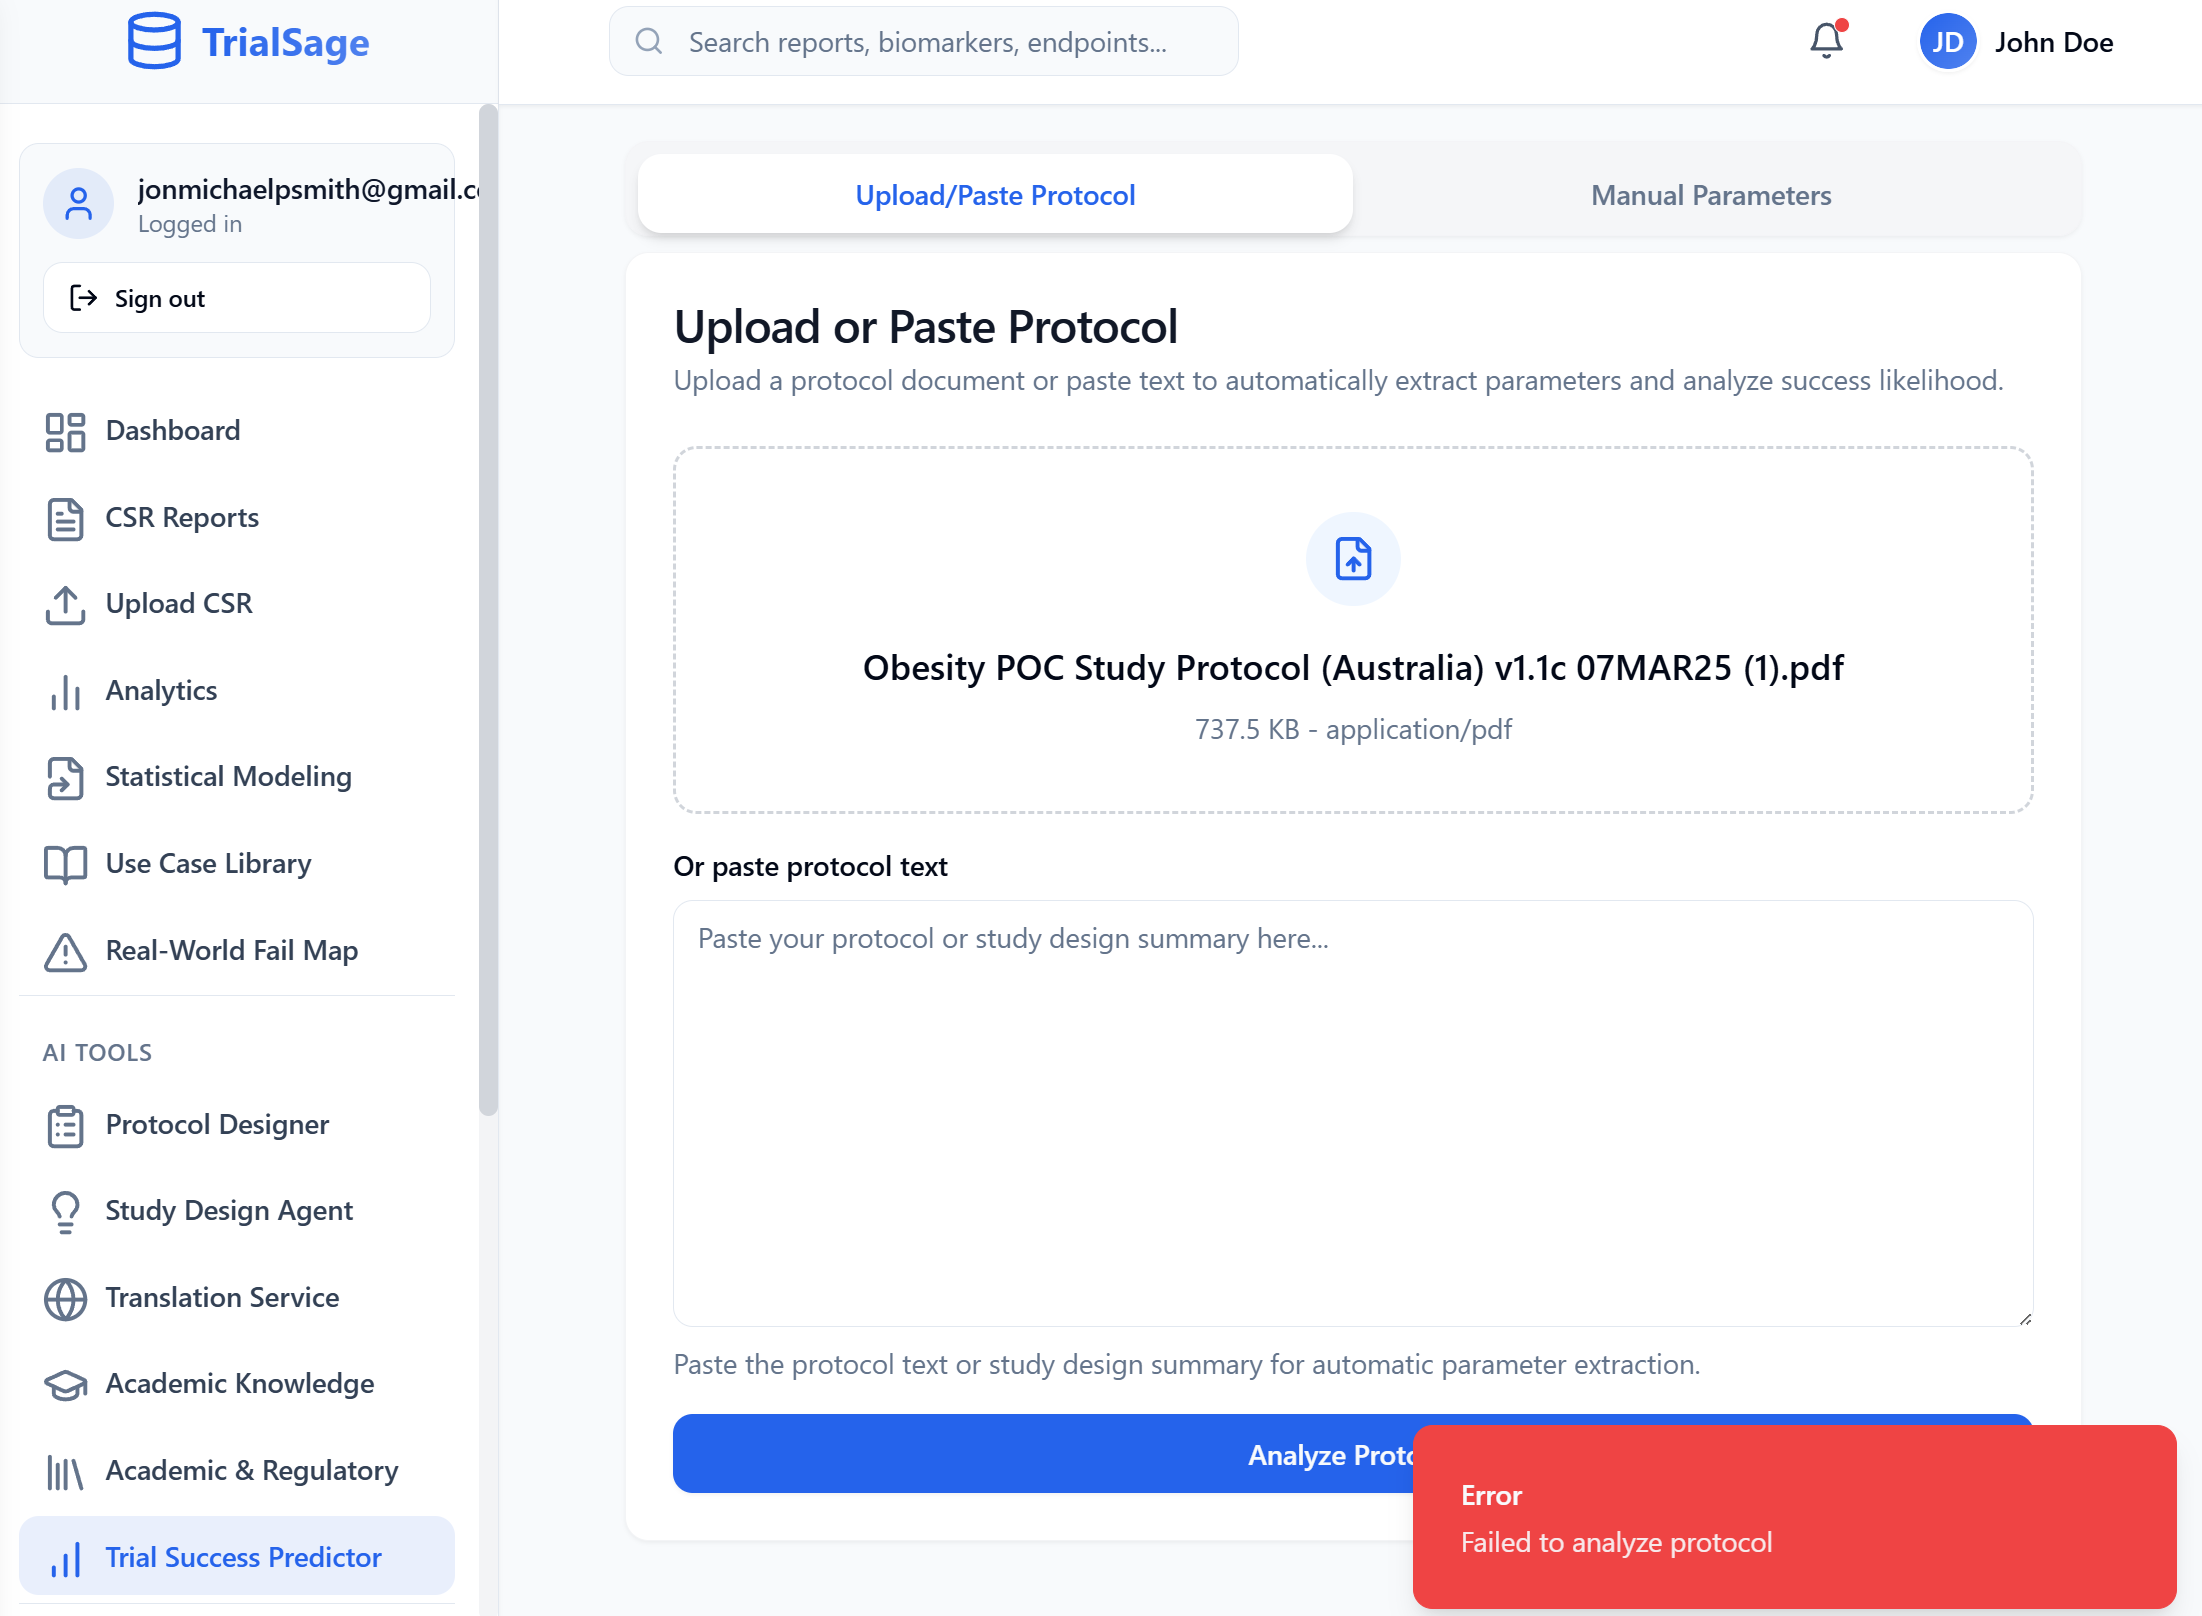 TrialSage
Search reports, biomarkers, endpoints...
JD
John Doe
jonmichaelpsmith@gmail.c
Logged in
Sign out
Dashboard
CSR Reports
Upload CSR
Analytics
Statistical Modeling
Use Case Library
Real-World Fail Map
AI TOOLS
Protocol Designer
Study Design Agent
Translation Service
Academic Knowledge
Academic & Regulatory
Trial Success Predictor
Upload/Paste Protocol
Manual Parameters
Upload or Paste Protocol
Upload a protocol document or paste text to automatically extract parameters and analyze success likelihood.
Obesity POC Study Protocol (Australia) v1.1c 07MAR25 (1).pdf
737.5 KB - application/pdf
Or paste protocol text
Paste your protocol or study design summary here...
Paste the protocol text or study design summary for automatic parameter extraction.
Analyze Proto
Error
Failed to analyze protocol